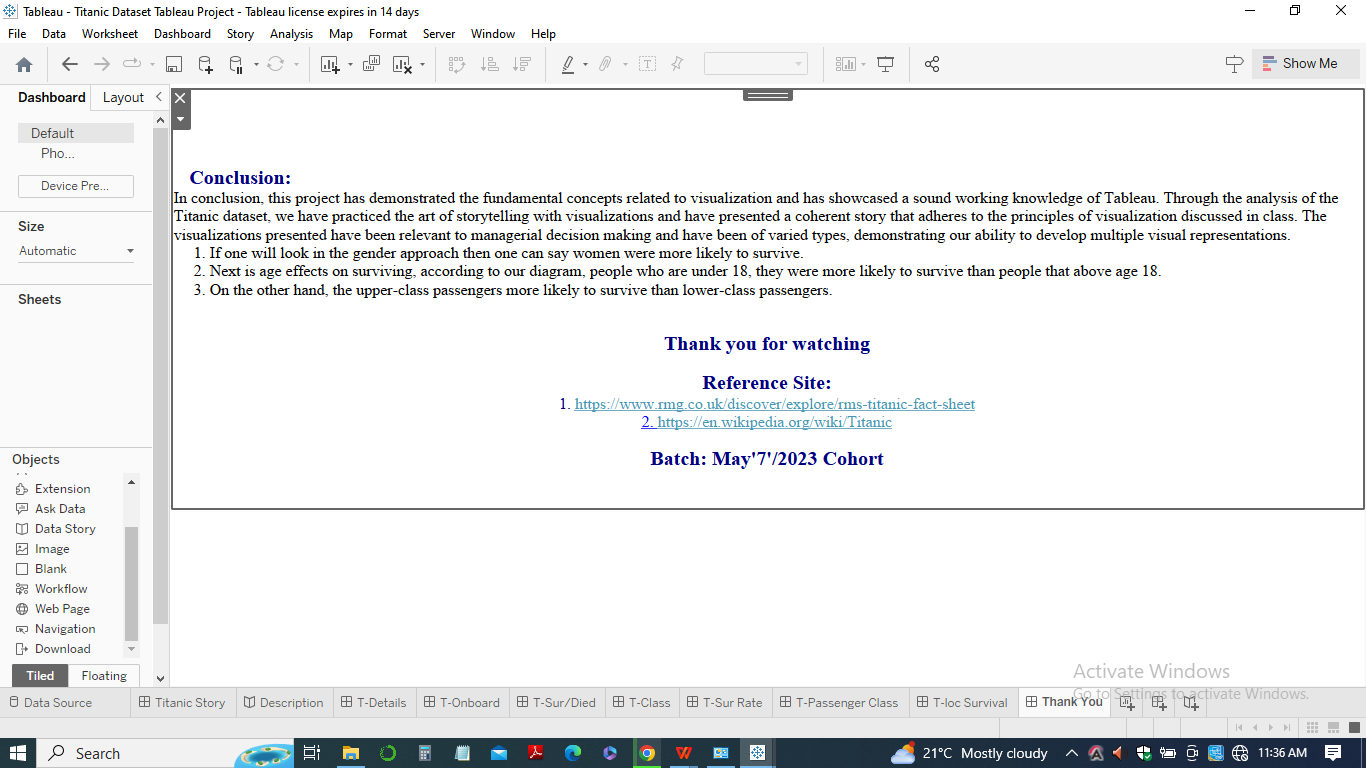 Tableau - Titanic Dataset Tableau Project - Tableau license expires in 14 days
File Data Worksheet Dashboard Story Analysis Map Format Server Window Help
Show Me
Dashboard Layout
Default
Pho...
Device Pre...
Size
Automatic
Sheets
Objects
Extension
Ask Data
Data Story
Image
Blank
Workflow
Web Page
Navigation
Download
Tiled Floating
Conclusion:
In conclusion, this project has demonstrated the fundamental concepts related to visualization and has showcased a sound working knowledge of Tableau. Through the analysis of the
Titanic dataset, we have practiced the art of storytelling with visualizations and have presented a coherent story that adheres to the principles of visualization discussed in class. The
visualizations presented have been relevant to managerial decision making and have been of varied types, demonstrating our ability to develop multiple visual representations.
1. If one will look in the gender approach then one can say women were more likely to survive.
2. Next is age effects on surviving, according to our diagram, people who are under 18, they were more likely to survive than people that above age 18.
3. On the other hand, the upper-class passengers more likely to survive than lower-class passengers.
Thank you for watching
Reference Site:
1. https://www.rmg.co.uk/discover/explore/rms-titanic-fact-sheet
2. https://en.wikipedia.org/wiki/Titanic
Batch: May'7'/2023 Cohort
Activate Windows
Go to Settings to activate Windows.
Data Source Titanic Story Description T-Details T-Onboard T-Sur/Died T-Class T-Sur Rate T-Passenger Class T-loc Survival Thank You
Search 21°C Mostly cloudy 11:36 AM